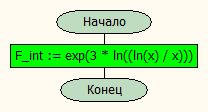 Начало
F_int := exp(3 * ln((ln(x) / x)))
Конец